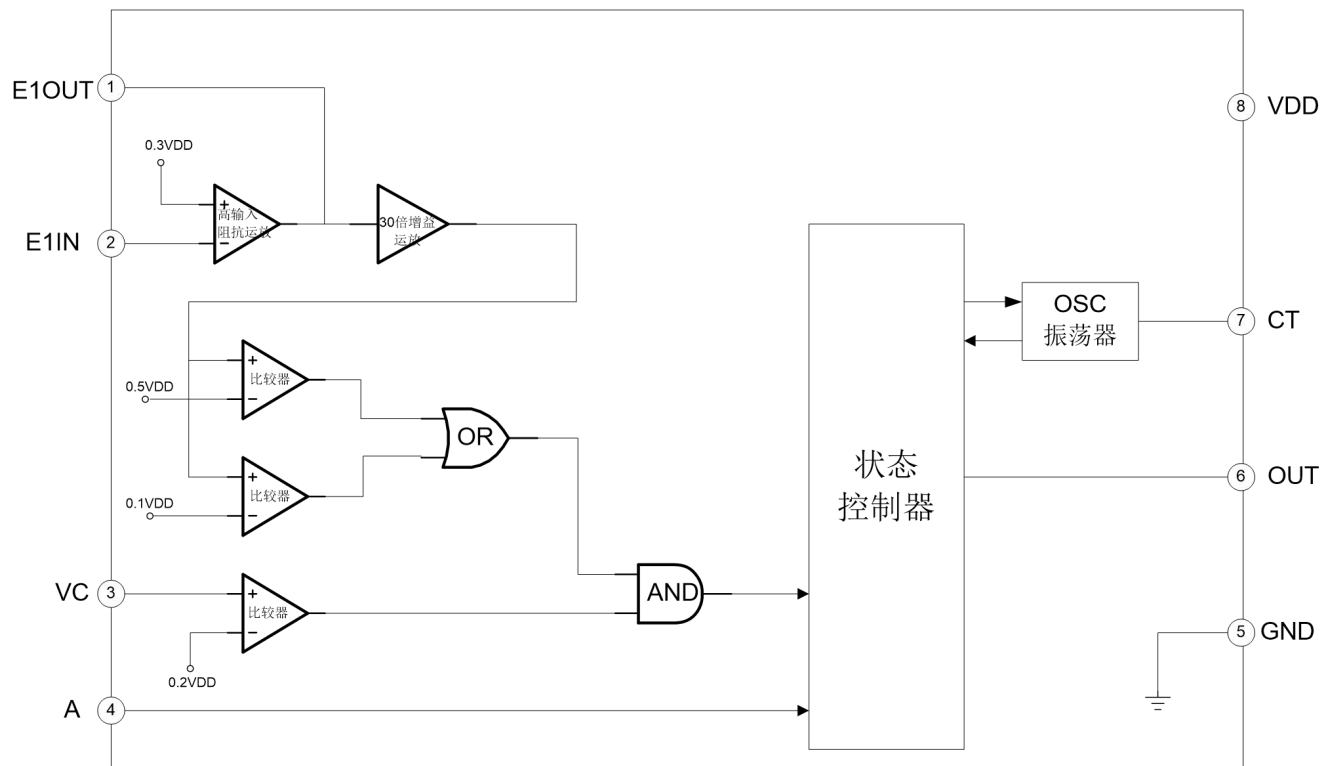 E1OUT
1
8
VDD
0.3VDD
+
高输入
阻抗运放
−
30倍增益
运放
E1IN
2
OSC
振荡器
7
CT
+
比较器
−
0.5VDD
OR
+
比较器
−
0.1VDD
状态
控制器
6
OUT
VC
3
+
比较器
−
0.2VDD
AND
5
GND
A
4